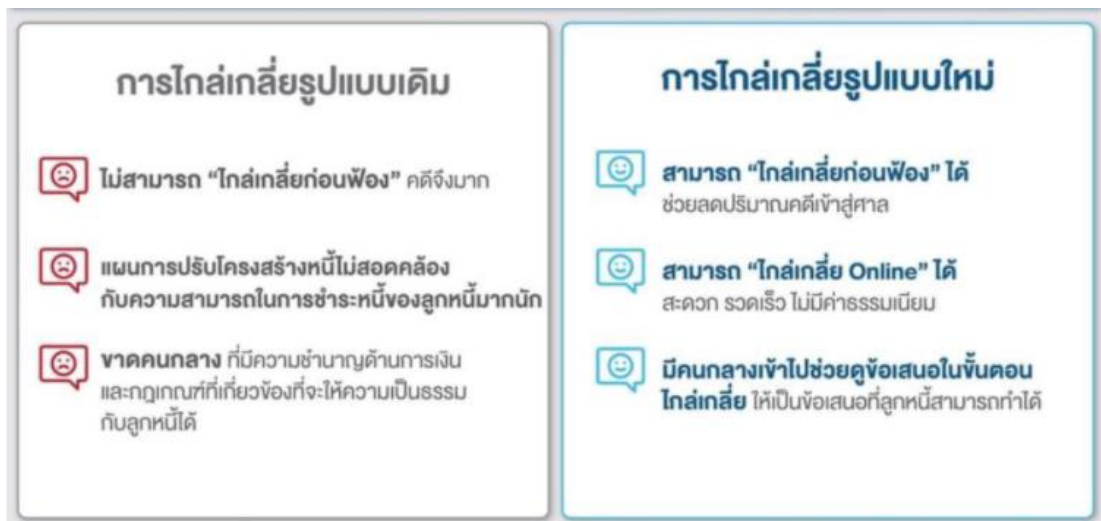 การไกล่เกลี่ยรูปแบบเดิม
ไม่สามารถ “ไกล่เกลี่ยก่อนฟ้อง” คดีจึงมาก
แผนการปรับโครงสร้างหนี้ไม่สอดคล้อง
กับความสามารถในการชำระหนี้ของลูกหนี้มากนัก
ขาดคนกลาง ที่มีความชำนาญด้านการเงิน
และกฎเกณฑ์ที่เกี่ยวข้องที่จะให้ความเป็นธรรม
กับลูกหนี้ได้
การไกล่เกลี่ยรูปแบบใหม่
สามารถ “ไกล่เกลี่ยก่อนฟ้อง” ได้
ช่วยลดปริมาณคดีเข้าสู่ศาล
สามารถ “ไกล่เกลี่ย Online” ได้
สะดวก รวดเร็ว ไม่มีค่าธรรมเนียม
มีคนกลางเข้าไปช่วยดูข้อเสนอในขั้นตอน
ไกล่เกลี่ย ให้เป็นข้อเสนอที่ลูกหนี้สามารถทำได้